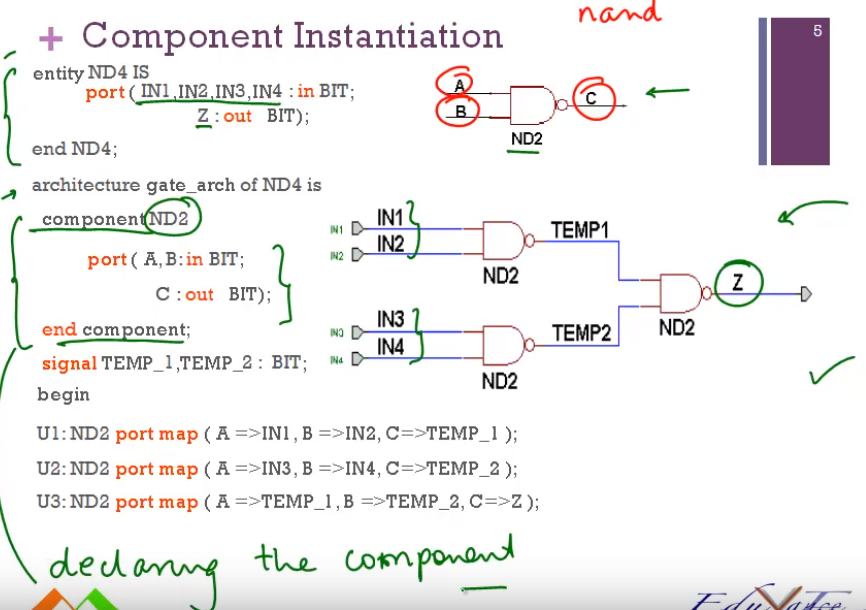 nand
+ Component Instantiation
5
entity ND4 IS
port ( IN1,IN2,IN3,IN4 : in BIT;
Z : out BIT);
end ND4;
A
B
C
ND2
architecture gate_arch of ND4 is
component ND2
port ( A, B: in BIT;
C : out BIT);
end component;
signal TEMP_1,TEMP_2 : BIT;
begin
IN1 IN1
IN2 IN2
ND2
TEMP1
IN3 IN3
IN4 IN4
ND2
TEMP2
ND2
Z
U1: ND2 port map ( A =>IN1, B =>IN2, C=>TEMP_1 );
U2: ND2 port map ( A =>IN3, B =>IN4, C=>TEMP_2 );
U3: ND2 port map ( A =>TEMP_1, B =>TEMP_2, C=>Z );
declaring the component